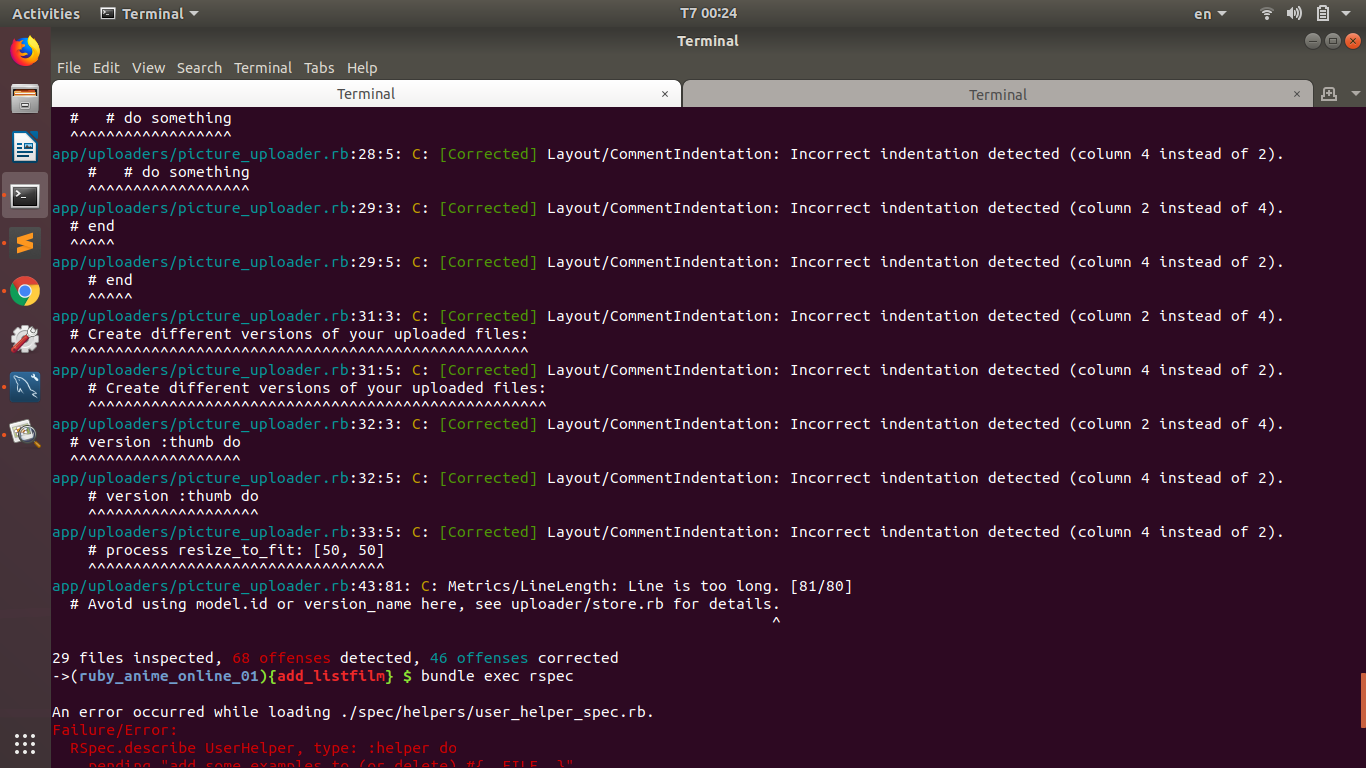 Activities Terminal T7 00:24 en
Terminal
File Edit View Search Terminal Tabs Help
Terminal × Terminal ×
#   # do something
^^^^^^^^^^^^^^^^^^
app/uploaders/picture_uploader.rb:28:5: C: [Corrected] Layout/CommentIndentation: Incorrect indentation detected (column 4 instead of 2).
#   # do something
^^^^^^^^^^^^^^^^^^
app/uploaders/picture_uploader.rb:29:3: C: [Corrected] Layout/CommentIndentation: Incorrect indentation detected (column 2 instead of 4).
# end
^^^^^
app/uploaders/picture_uploader.rb:29:5: C: [Corrected] Layout/CommentIndentation: Incorrect indentation detected (column 4 instead of 2).
# end
^^^^^
app/uploaders/picture_uploader.rb:31:3: C: [Corrected] Layout/CommentIndentation: Incorrect indentation detected (column 2 instead of 4).
# Create different versions of your uploaded files:
^^^^^^^^^^^^^^^^^^^^^^^^^^^^^^^^^^^^^^^^^^^^^^^^^^^
app/uploaders/picture_uploader.rb:31:5: C: [Corrected] Layout/CommentIndentation: Incorrect indentation detected (column 4 instead of 2).
# Create different versions of your uploaded files:
^^^^^^^^^^^^^^^^^^^^^^^^^^^^^^^^^^^^^^^^^^^^^^^^^^^
app/uploaders/picture_uploader.rb:32:3: C: [Corrected] Layout/CommentIndentation: Incorrect indentation detected (column 2 instead of 4).
# version :thumb do
^^^^^^^^^^^^^^^^^^^
app/uploaders/picture_uploader.rb:32:5: C: [Corrected] Layout/CommentIndentation: Incorrect indentation detected (column 4 instead of 2).
# version :thumb do
^^^^^^^^^^^^^^^^^^^
app/uploaders/picture_uploader.rb:33:5: C: [Corrected] Layout/CommentIndentation: Incorrect indentation detected (column 4 instead of 2).
# process resize_to_fit: [50, 50]
^^^^^^^^^^^^^^^^^^^^^^^^^^^^^^^^^
app/uploaders/picture_uploader.rb:43:81: C: Metrics/LineLength: Line is too long. [81/80]
# Avoid using model.id or version_name here, see uploader/store.rb for details.
^
29 files inspected, 68 offenses detected, 46 offenses corrected
->(ruby_anime_online_01){add_listfilm} $ bundle exec rspec
An error occurred while loading ./spec/helpers/user_helper_spec.rb.
Failure/Error:
RSpec.describe UserHelper, type: :helper do
pending "add some examples to (or delete) #{__FILE__}"